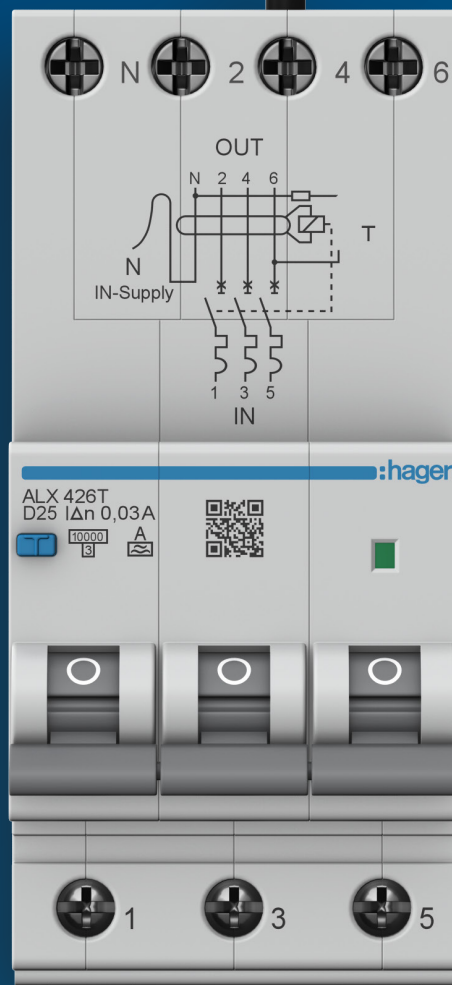 N 2 4 6
OUT
N 2 4 6
T
N
IN-Supply
1 3 5
IN
:hager
ALX 426T
D25 IΔn 0,03A
T 10000 A
3
O O O
1 3 5